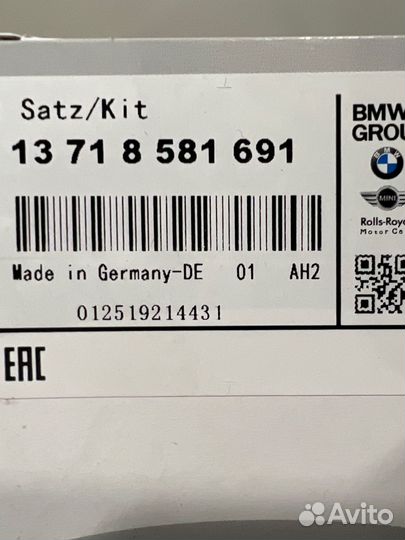 Satz/Kit
13 71 8 581 691
Made in Germany-DE 01 AH2
012519214431
BMW
GROU
BMW
MINI
Rolls-Roy
Motor Ca
EAC
Avito